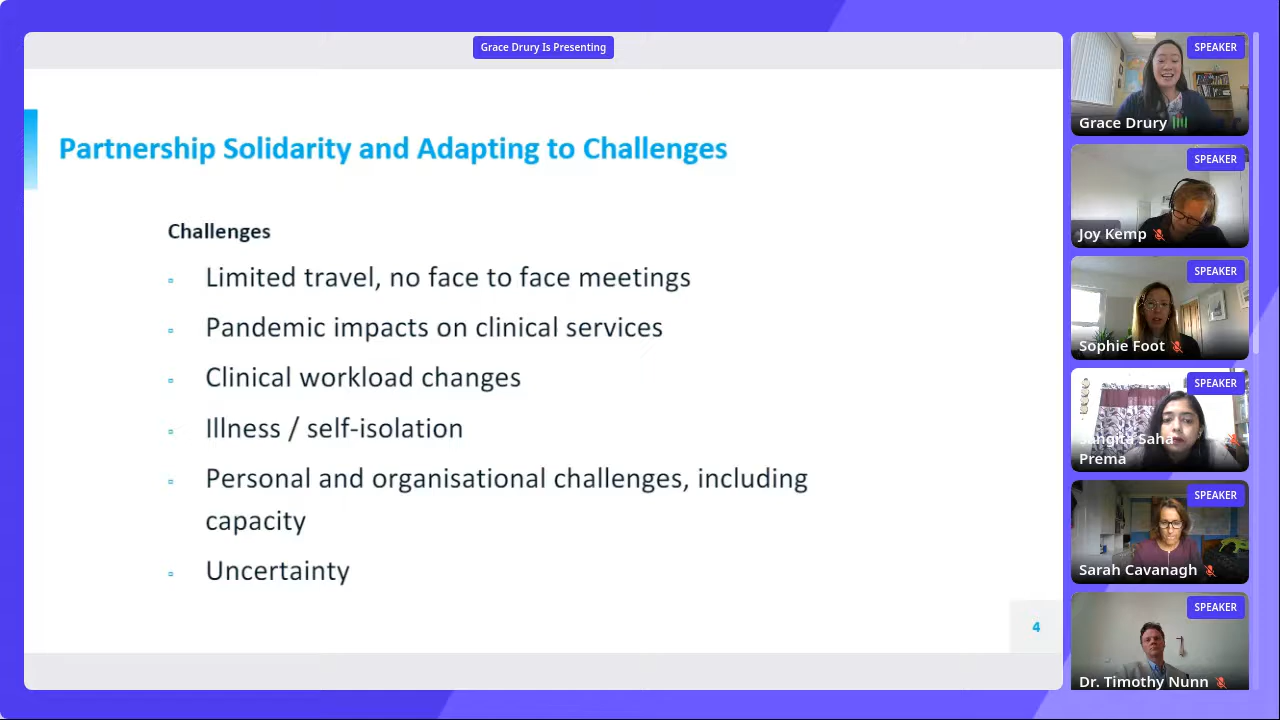 Grace Drury Is Presenting
Partnership Solidarity and Adapting to Challenges
Challenges
Limited travel, no face to face meetings
Pandemic impacts on clinical services
Clinical workload changes
Illness / self-isolation
Personal and organisational challenges, including
capacity
Uncertainty
4
SPEAKER
Grace Drury
SPEAKER
Joy Kemp
SPEAKER
Sophie Foot
SPEAKER
Sangita Saha
Prema
SPEAKER
Sarah Cavanagh
SPEAKER
Dr. Timothy Nunn